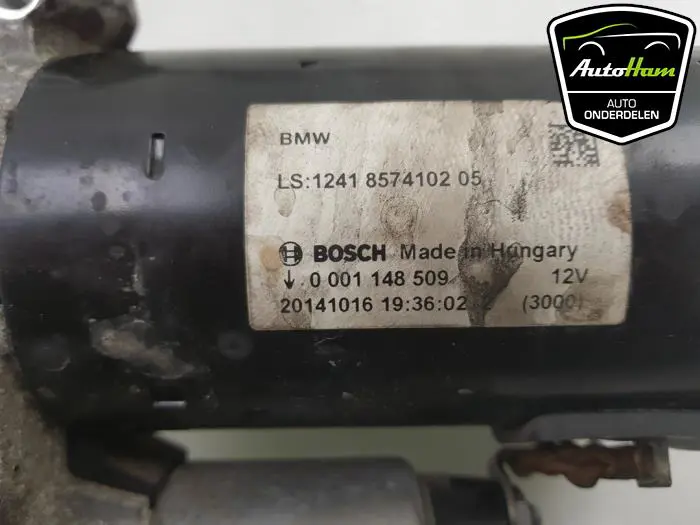 AutoHam
AUTO
ONDERDELEN
BMW
LS:1241 8574102 05
BOSCH Made in Hungary
↓ 0 001 148 509 12V
20141016 19:36:02 2 (3000)